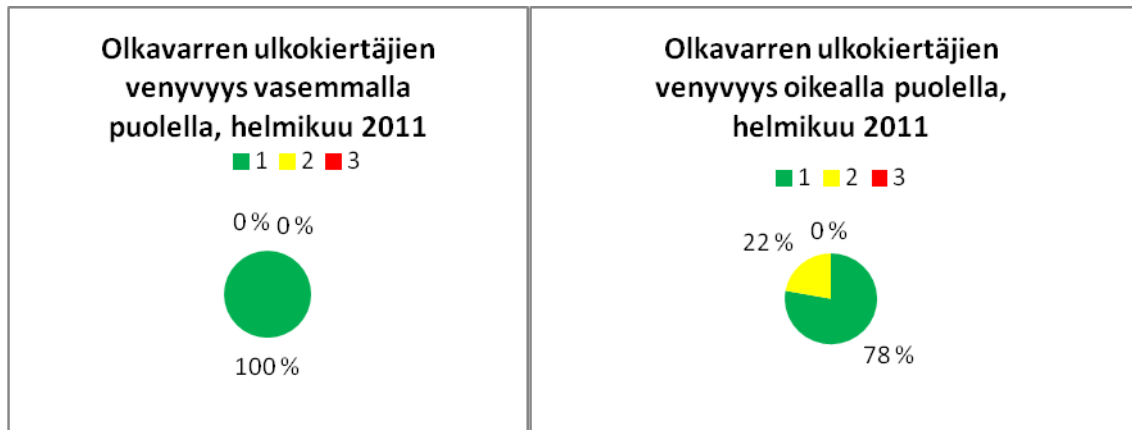 Olkavarren ulkokiertäjien
venyvyys vasemmalla
puolella, helmikuu 2011
1 2 3
0 % 0 %
100 %
Olkavarren ulkokiertäjien
venyvyys oikealla puolella,
helmikuu 2011
1 2 3
0 %
22 %
78 %